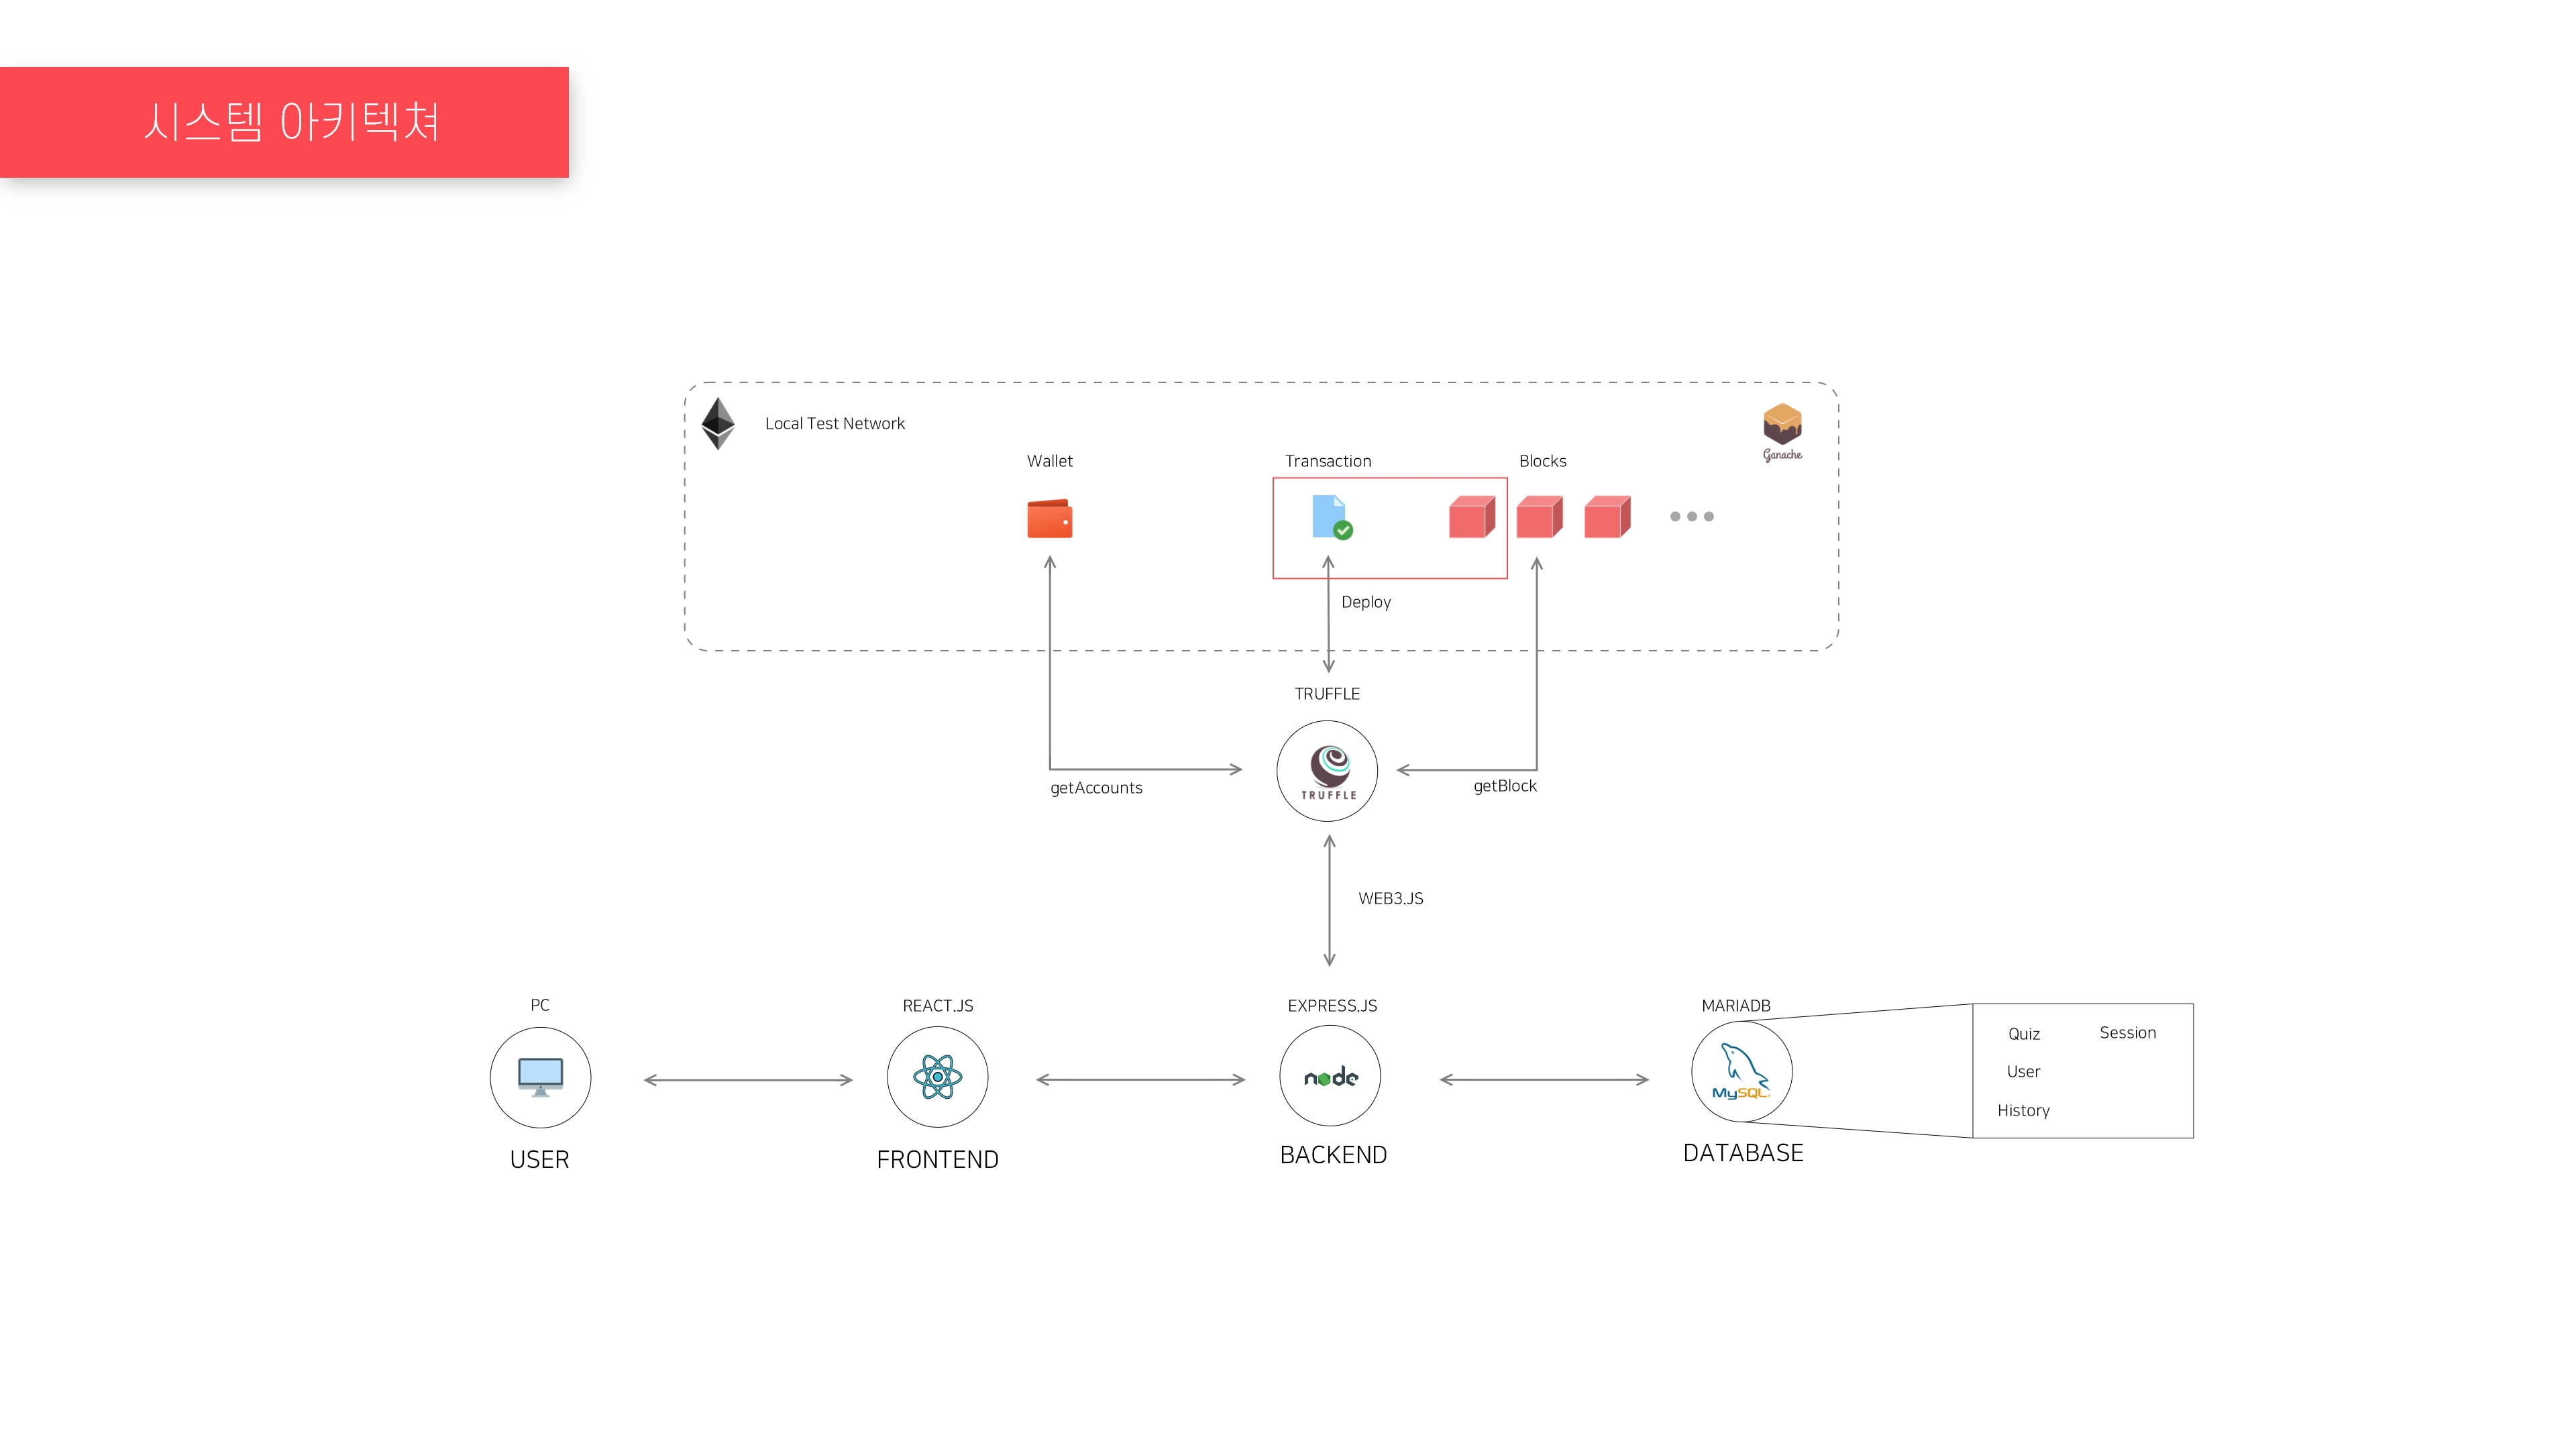 시스템 아키텍쳐
Local Test Network
Ganache
Wallet
Transaction
Blocks
Deploy
TRUFFLE
TRUFFLE
getAccounts
getBlock
WEB3.JS
PC
REACT.JS
EXPRESS.JS
MARIADB
Quiz
Session
User
History
node
MySQL
USER
FRONTEND
BACKEND
DATABASE